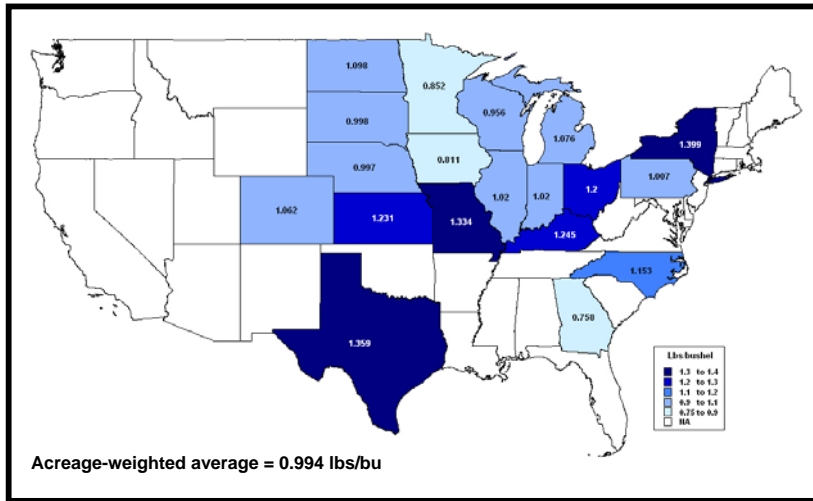 1.098
0.852
0.956
0.998
1.076
1.399
0.811
0.997
1.007
1.02
1.02
1.2
1.062
1.231
1.334
1.245
1.153
0.758
1.359
Lbs/bushel
1.3 to 1.4
1.2 to 1.3
1.1 to 1.2
0.9 to 1.1
0.75 to 0.9
NA
Acreage-weighted average = 0.994 lbs/bu